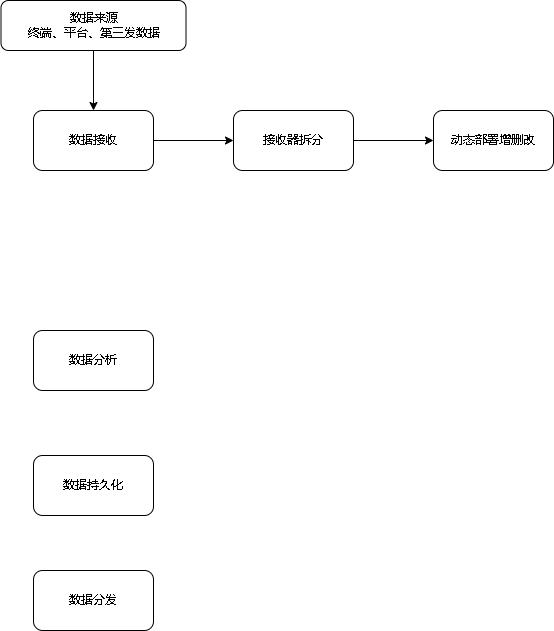 数据来源
终端、平台、第三发数据
数据接收
接收器拆分
动态部署增删改
数据分析
数据持久化
数据分发